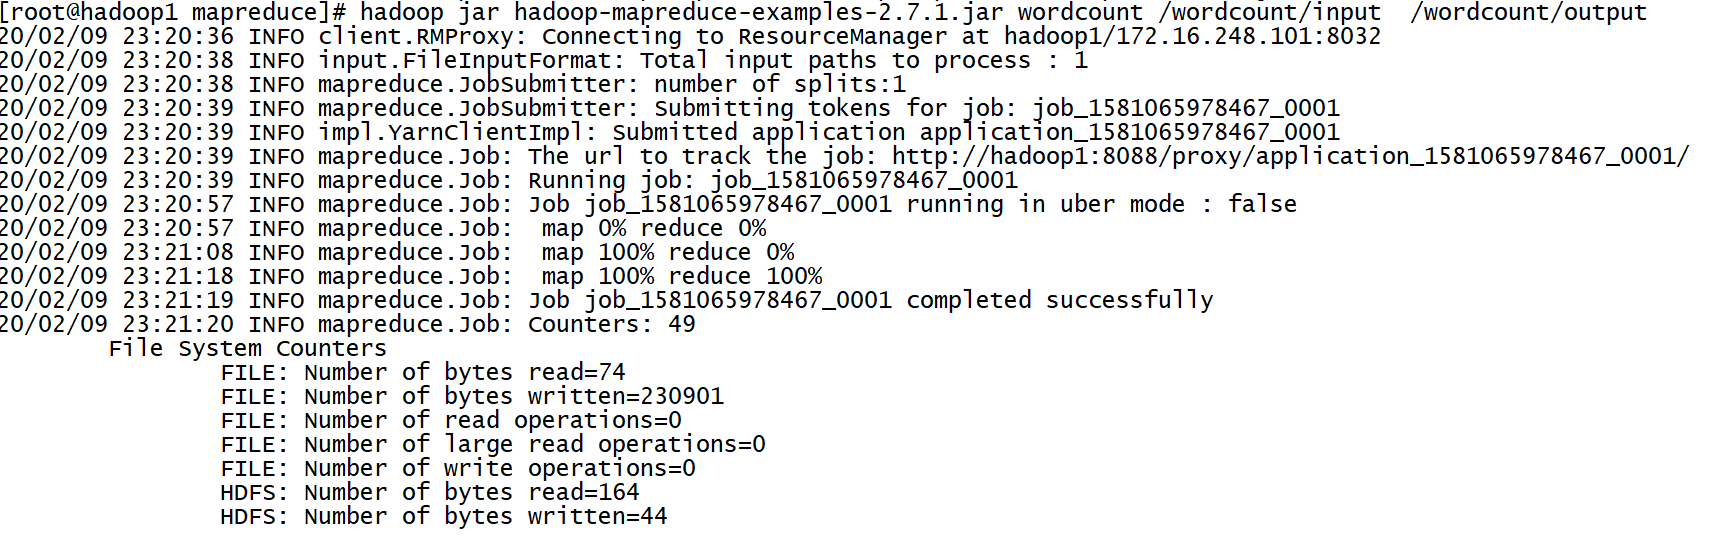 [root@hadoop1 mapreduce]# hadoop jar hadoop-mapreduce-examples-2.7.1.jar wordcount /wordcount/input  /wordcount/output
20/02/09 23:20:36 INFO client.RMProxy: Connecting to ResourceManager at hadoop1/172.16.248.101:8032
20/02/09 23:20:38 INFO input.FileInputFormat: Total input paths to process : 1
20/02/09 23:20:38 INFO mapreduce.JobSubmitter: number of splits:1
20/02/09 23:20:39 INFO mapreduce.JobSubmitter: Submitting tokens for job: job_1581065978467_0001
20/02/09 23:20:39 INFO impl.YarnClientImpl: Submitted application application_1581065978467_0001
20/02/09 23:20:39 INFO mapreduce.Job: The url to track the job: http://hadoop1:8088/proxy/application_1581065978467_0001/
20/02/09 23:20:39 INFO mapreduce.Job: Running job: job_1581065978467_0001
20/02/09 23:20:57 INFO mapreduce.Job: Job job_1581065978467_0001 running in uber mode : false
20/02/09 23:20:57 INFO mapreduce.Job:  map 0% reduce 0%
20/02/09 23:21:08 INFO mapreduce.Job:  map 100% reduce 0%
20/02/09 23:21:18 INFO mapreduce.Job:  map 100% reduce 100%
20/02/09 23:21:19 INFO mapreduce.Job: Job job_1581065978467_0001 completed successfully
20/02/09 23:21:20 INFO mapreduce.Job: Counters: 49
File System Counters
FILE: Number of bytes read=74
FILE: Number of bytes written=230901
FILE: Number of read operations=0
FILE: Number of large read operations=0
FILE: Number of write operations=0
HDFS: Number of bytes read=164
HDFS: Number of bytes written=44